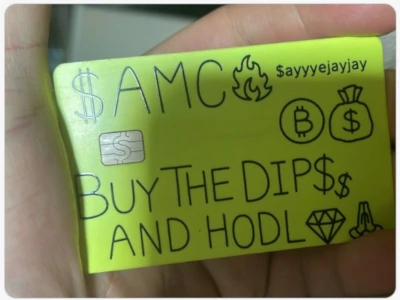 $AMC
$ayyyejayjay
₿ $
BUY THE DIP$$
AND HODL